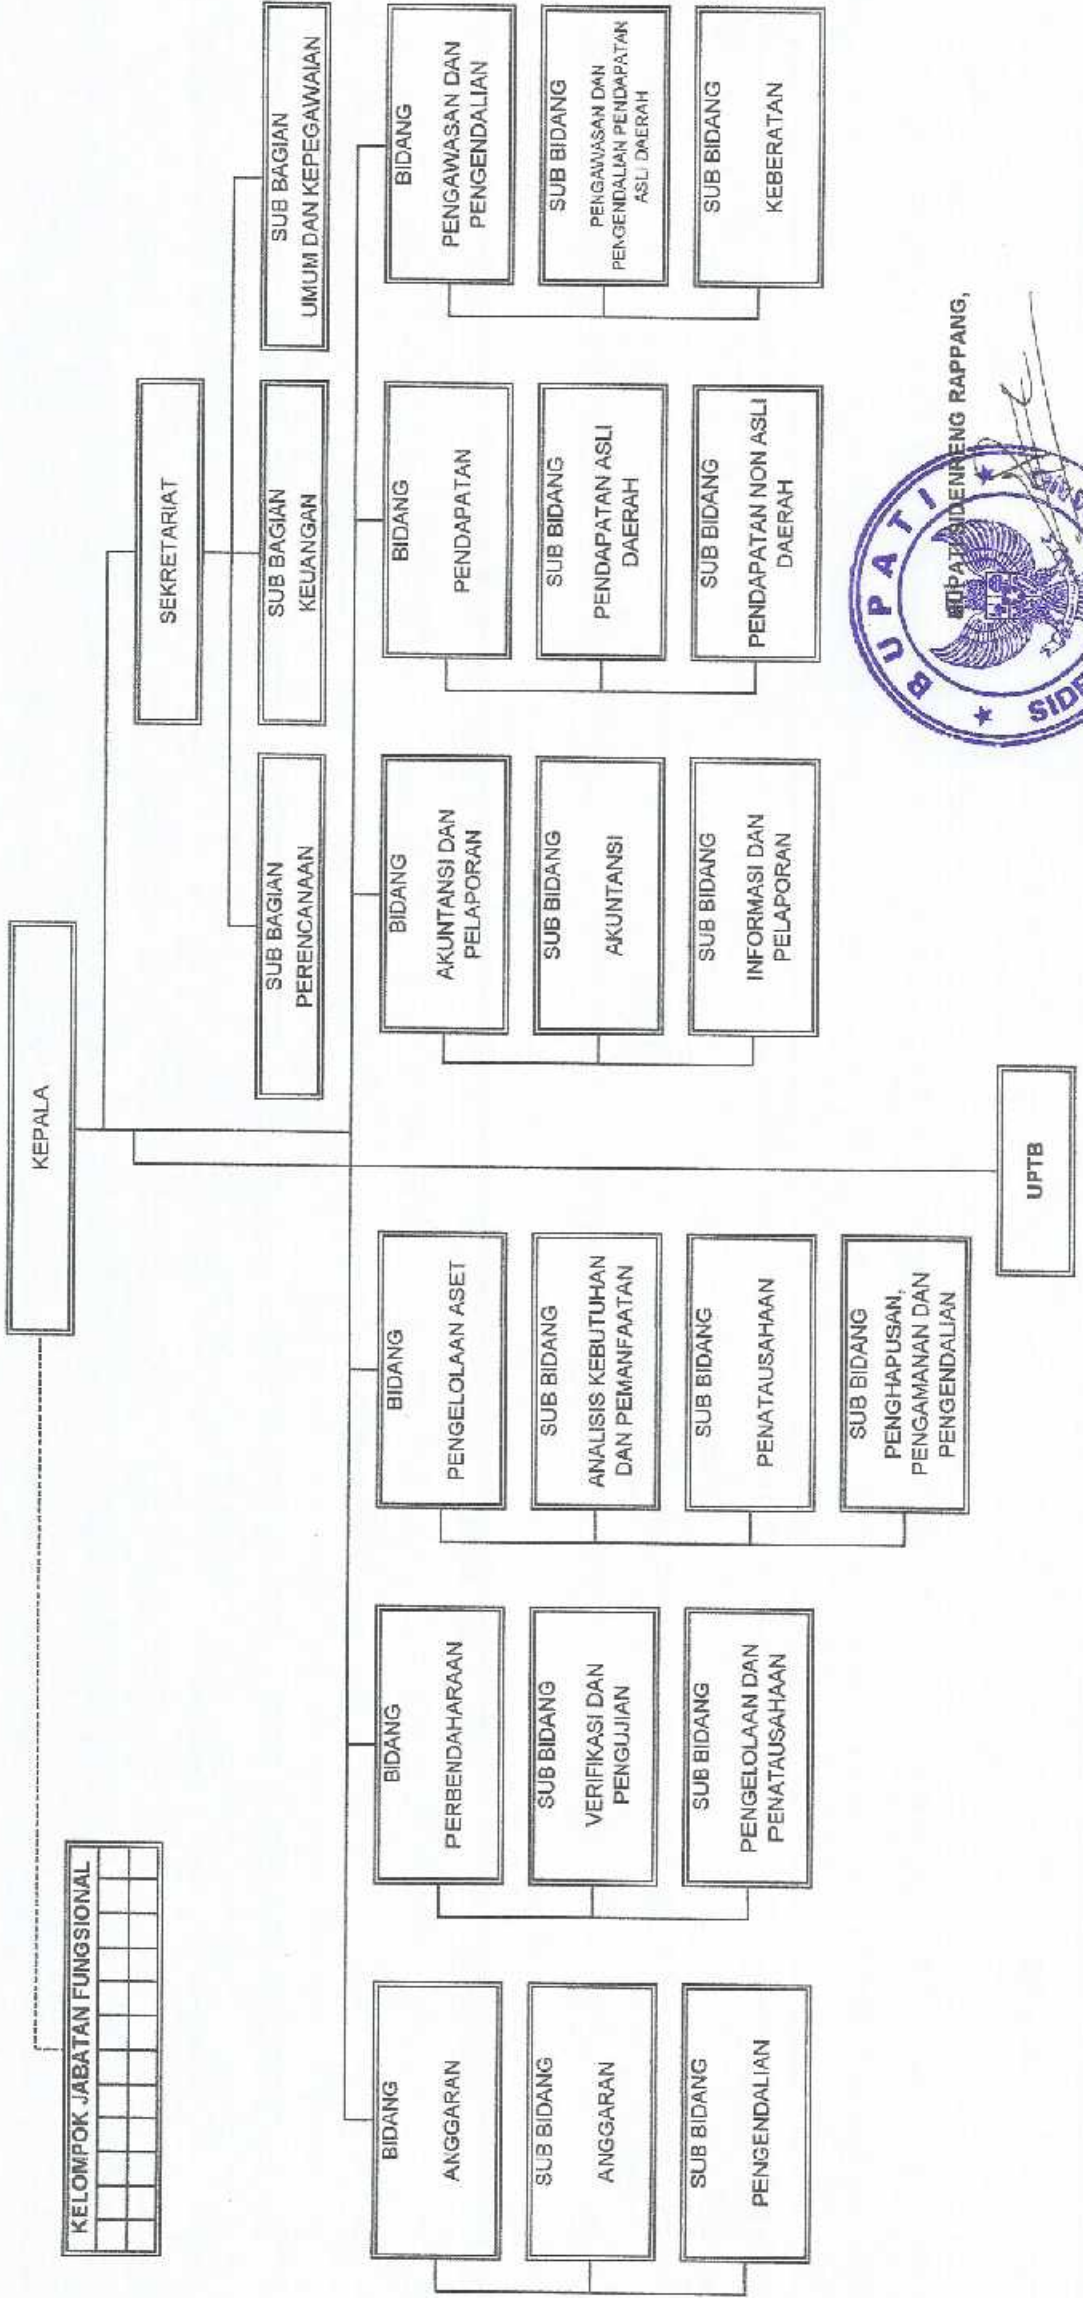 KEPALA
KELOMPOK JABATAN FUNGSIONAL
SEKRETARIAT
SUB BAGIAN
PERENCANAAN
SUB BAGIAN
KEUANGAN
SUB BAGIAN
UMUM DAN KEPEGAWAIAN
BIDANG
ANGGARAN
SUB BIDANG
ANGGARAN
SUB BIDANG
PENGENDALIAN
BIDANG
PERBENDAHARAAN
SUB BIDANG
VERIFIKASI DAN
PENGUJIAN
SUB BIDANG
PENGELOLAAN DAN
PENATAUSAHAAN
BIDANG
PENGELOLAAN ASET
SUB BIDANG
ANALISIS KEBUTUHAN
DAN PEMANFAATAN
SUB BIDANG
PENATAUSAHAAN
SUB BIDANG
PENGHAPUSAN,
PENGAMANAN DAN
PENGENDALIAN
BIDANG
AKUNTANSI DAN
PELAPORAN
SUB BIDANG
AKUNTANSI
SUB BIDANG
INFORMASI DAN
PELAPORAN
BIDANG
PENDAPATAN
SUB BIDANG
PENDAPATAN ASLI
DAERAH
SUB BIDANG
PENDAPATAN NON ASLI
DAERAH
BIDANG
PENGAWASAN DAN
PENGENDALIAN
SUB BIDANG
PENGAWASAN DAN
PENGENDALIAN PENDAPATAN
ASLI DAERAH
SUB BIDANG
KEBERATAN
UPTB
BUPATI SIDENRENG RAPPANG,
BUPATI
SIDE